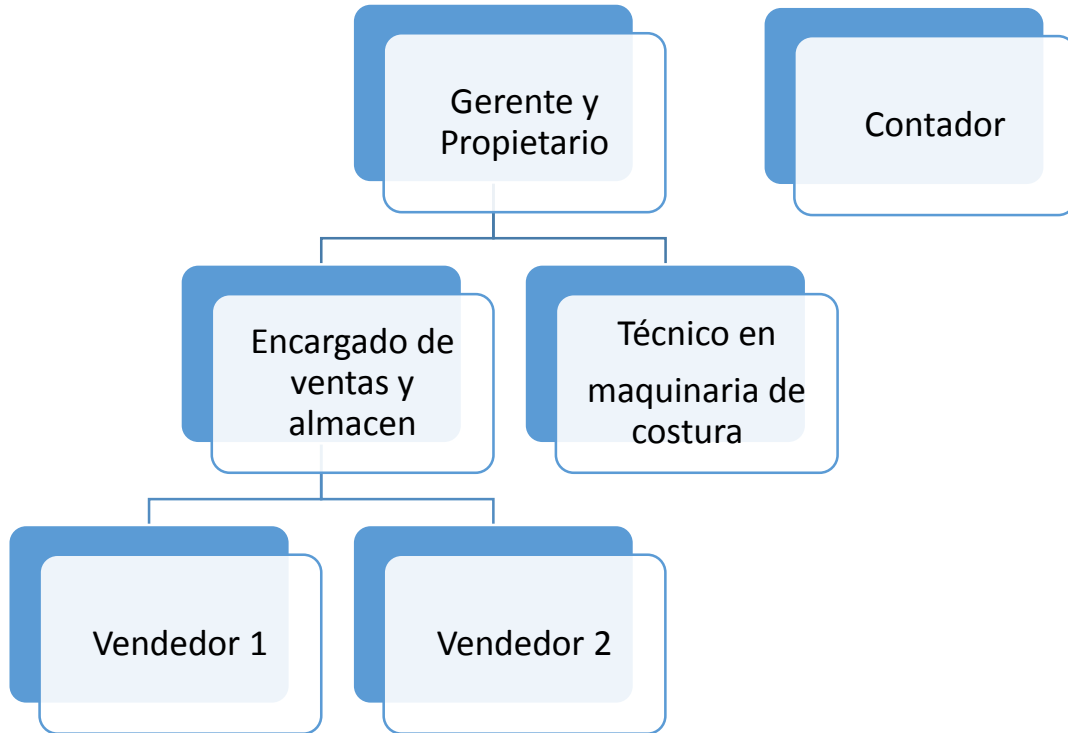 Gerente y
Propietario
Contador
Encargado de
ventas y
almacen
Técnico en
maquinaria de
costura
Vendedor 1
Vendedor 2